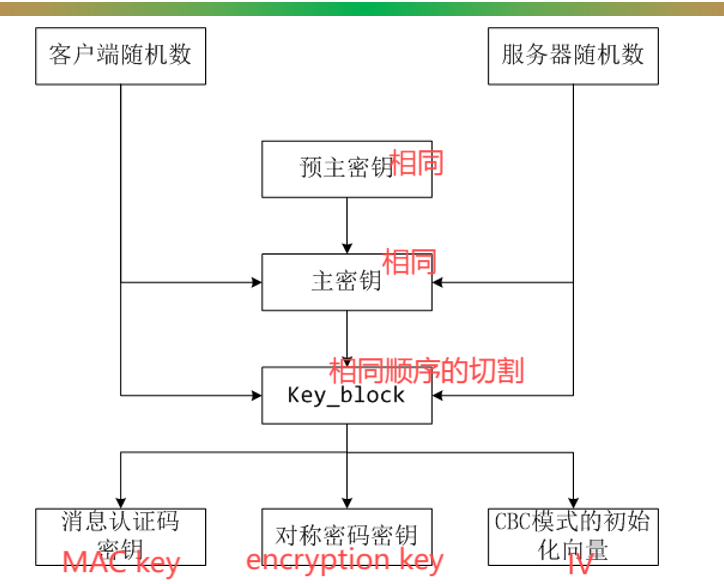 客户端随机数
服务器随机数
预主密钥
相同
主密钥
相同
相同顺序的切割
Key_block
消息认证码
密钥
MAC key
对称密码密钥
encryption key
CBC模式的初始
化向量
IV